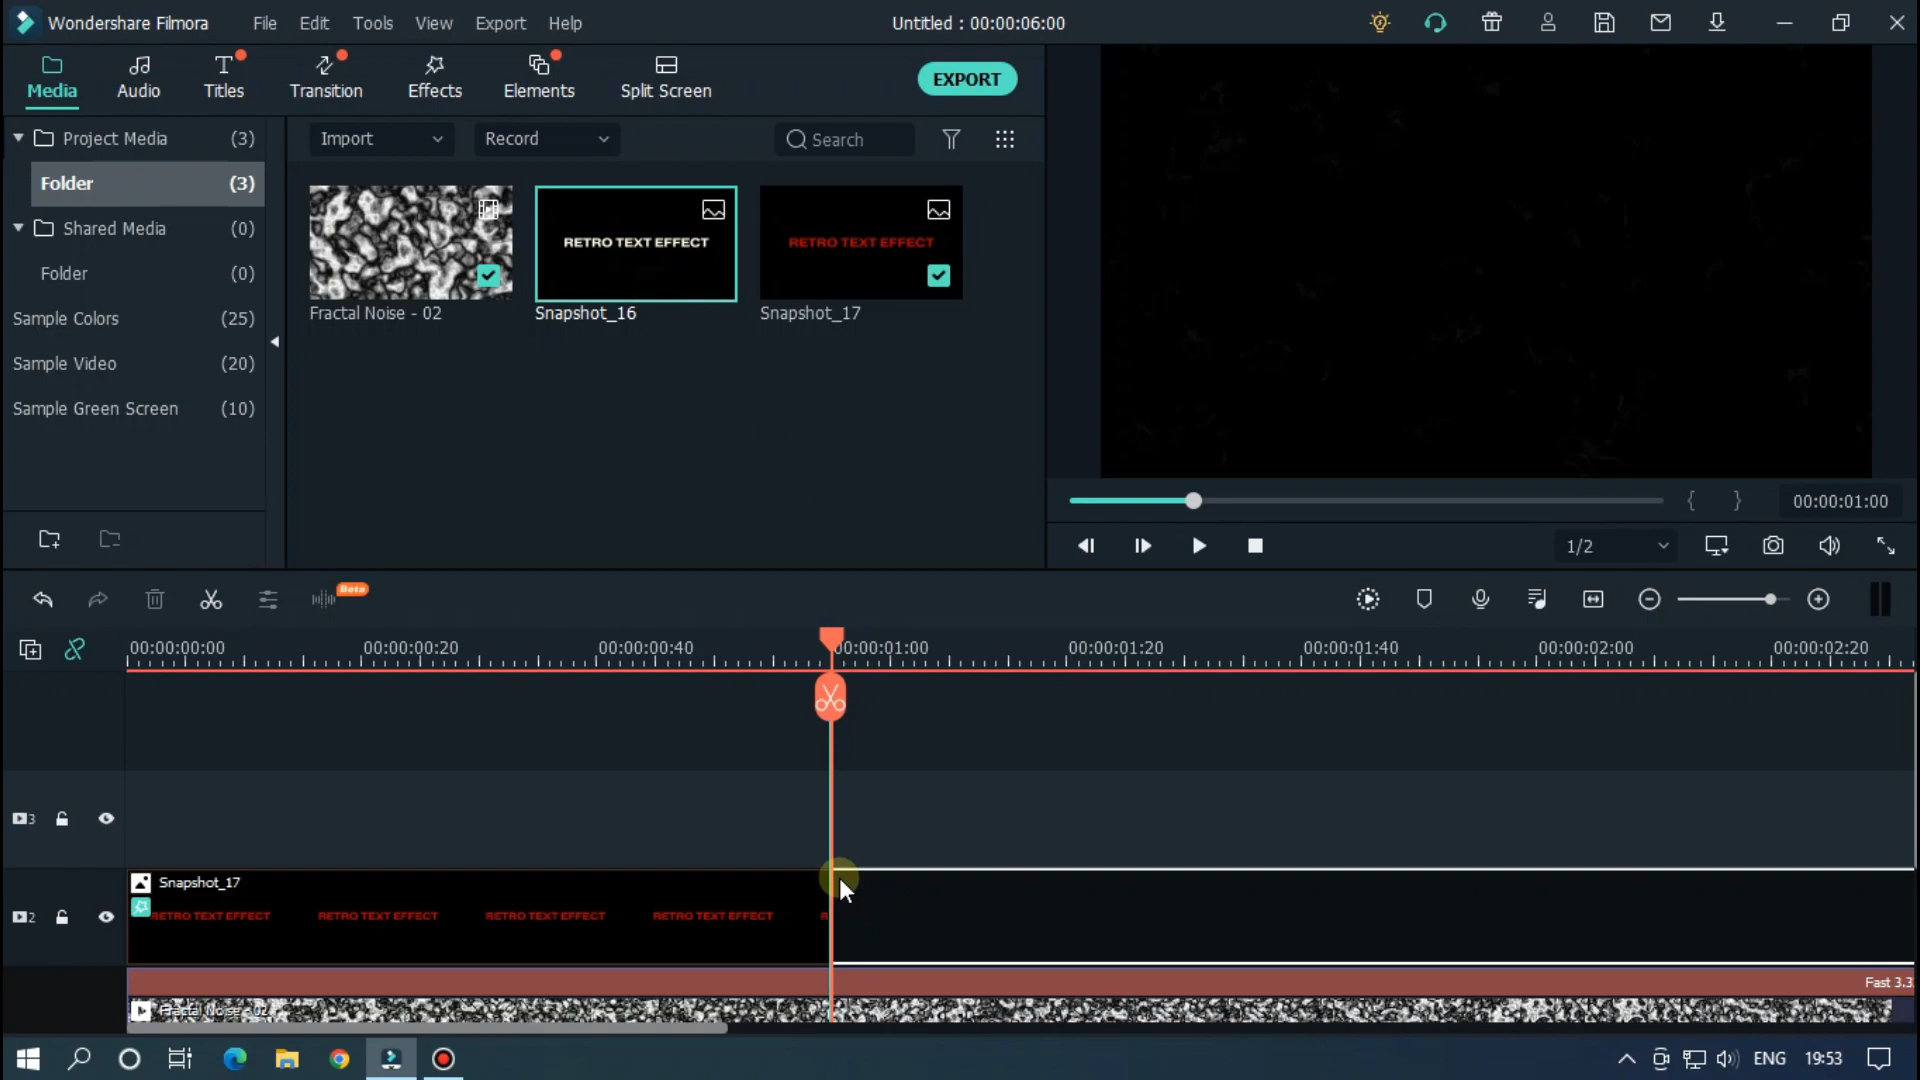 Wondershare Filmora
File
Edit
Tools
View
Export
Help
Untitled : 00:00:06:00
Media
Audio
Titles
Transition
Effects
Elements
Split Screen
EXPORT
Project Media (3)
Folder (3)
Shared Media (0)
Folder (0)
Sample Colors (25)
Sample Video (20)
Sample Green Screen (10)
Import
Record
Search
RETRO TEXT EFFECT
RETRO TEXT EFFECT
Fractal Noise - 02
Snapshot_16
Snapshot_17
{ }
00:00:01:00
1/2
Beta
00:00:00:00
00:00:00:20
00:00:00:40
00:00:01:00
00:00:01:20
00:00:01:40
00:00:02:00
00:00:02:20
3
2
Snapshot_17
RETRO TEXT EFFECT
RETRO TEXT EFFECT
RETRO TEXT EFFECT
RETRO TEXT EFFECT
Fast 3.3
Fractal Noise - 02
ENG
19:53